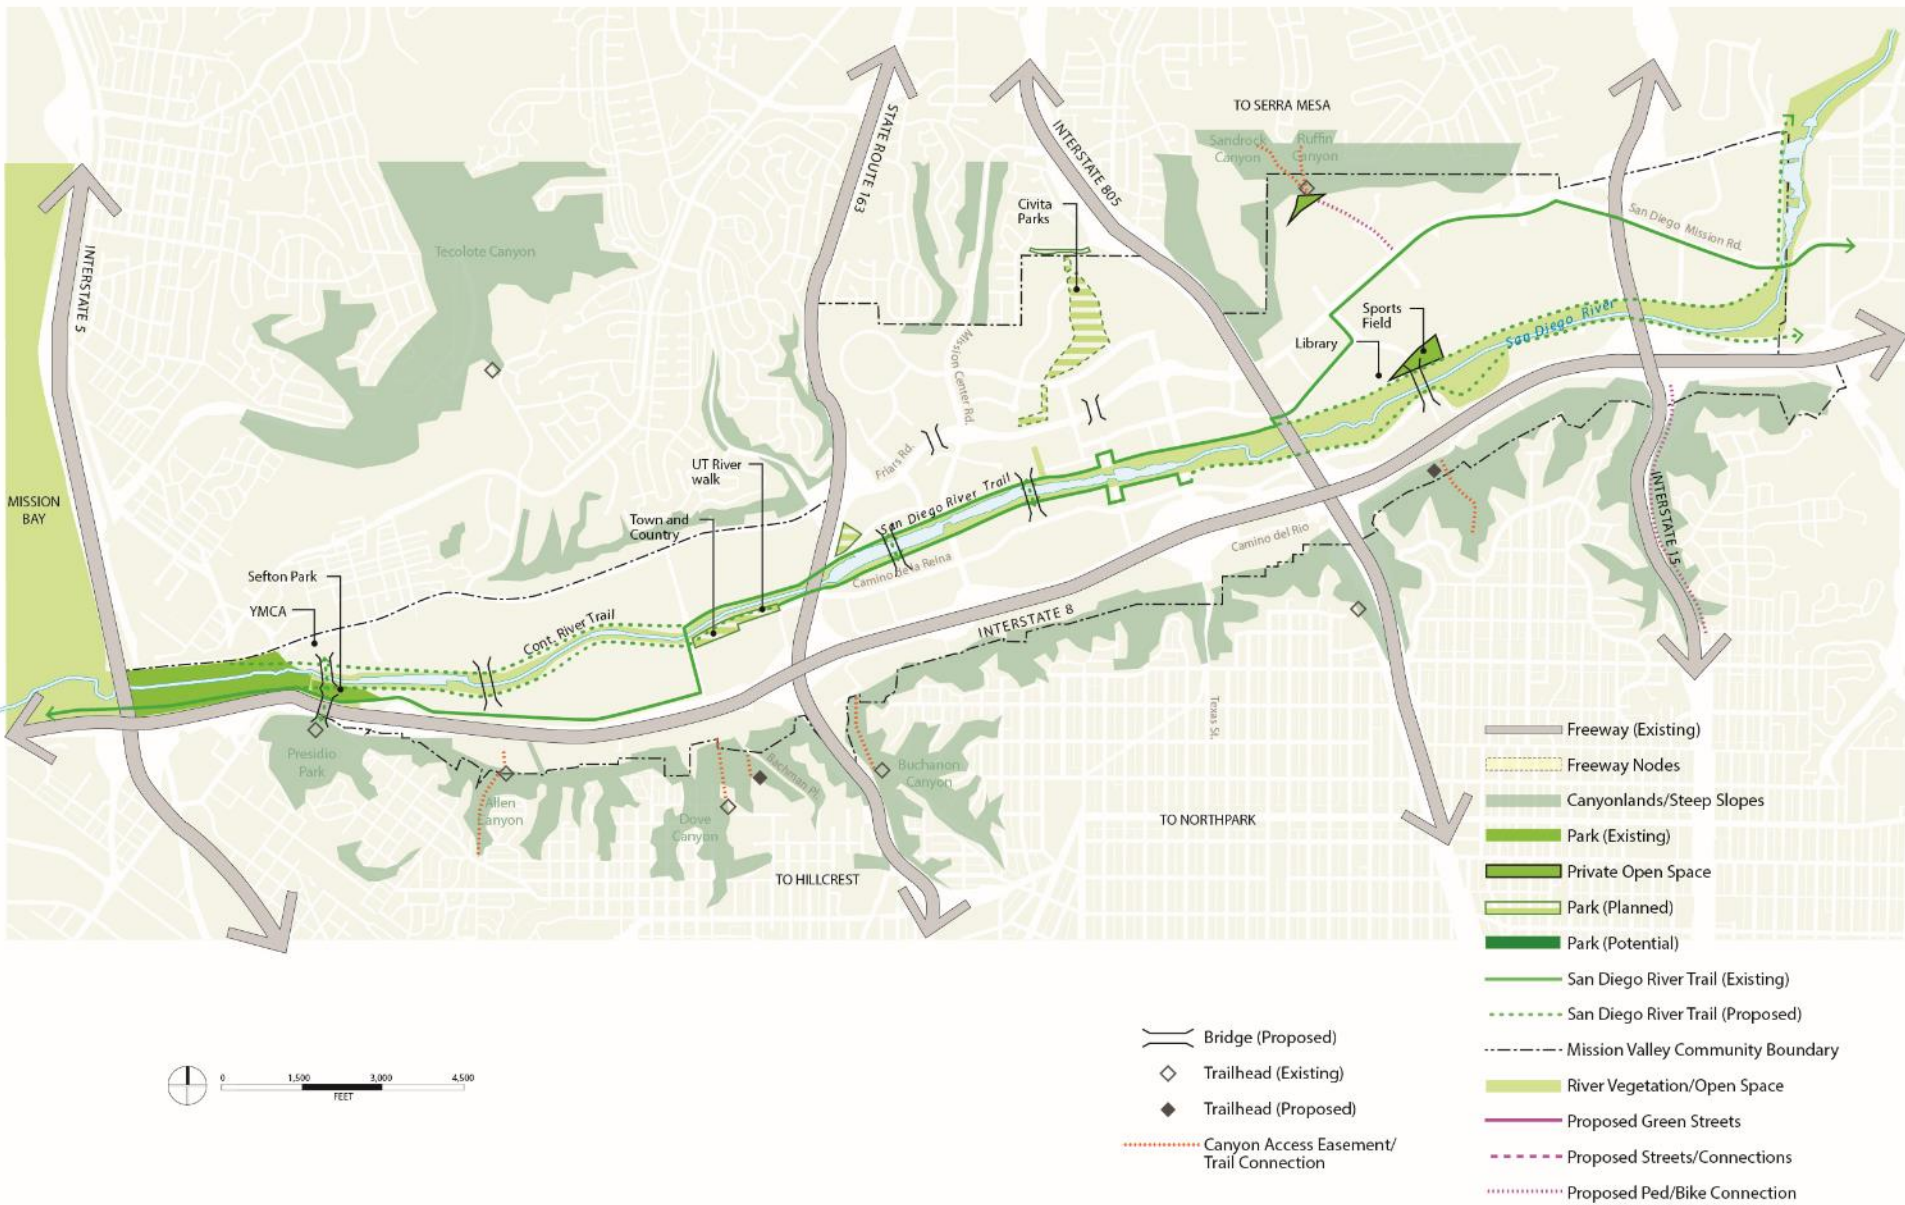 TO SERRA MESA
Sandrock
Canyon
Ruffin
Canyon
STATE ROUTE 163
INTERSTATE 805
Civita
Parks
San Diego Mission Rd.
Tecolote Canyon
INTERSTATE 5
Sports
Field
Library
San Diego River
Mission Center Rd.
Friars Rd.
UT River
walk
San Diego River Trail
MISSION
BAY
Town and
Country
Camino de la Reina
Camino del Rio
INTERSTATE 15
Sefton Park
YMCA
Cont. River Trail
INTERSTATE 8
Texas St.
Presidio
Park
Bachman Pl.
Buchanon
Canyon
Allen
Canyon
Dove
Canyon
TO NORTHPARK
TO HILLCREST
Freeway (Existing)
Freeway Nodes
Canyonlands/Steep Slopes
Park (Existing)
Private Open Space
Park (Planned)
Park (Potential)
San Diego River Trail (Existing)
San Diego River Trail (Proposed)
Mission Valley Community Boundary
River Vegetation/Open Space
Proposed Green Streets
Proposed Streets/Connections
Proposed Ped/Bike Connection
Bridge (Proposed)
Trailhead (Existing)
Trailhead (Proposed)
Canyon Access Easement/
Trail Connection
0 1,500 3,000 4,500
FEET